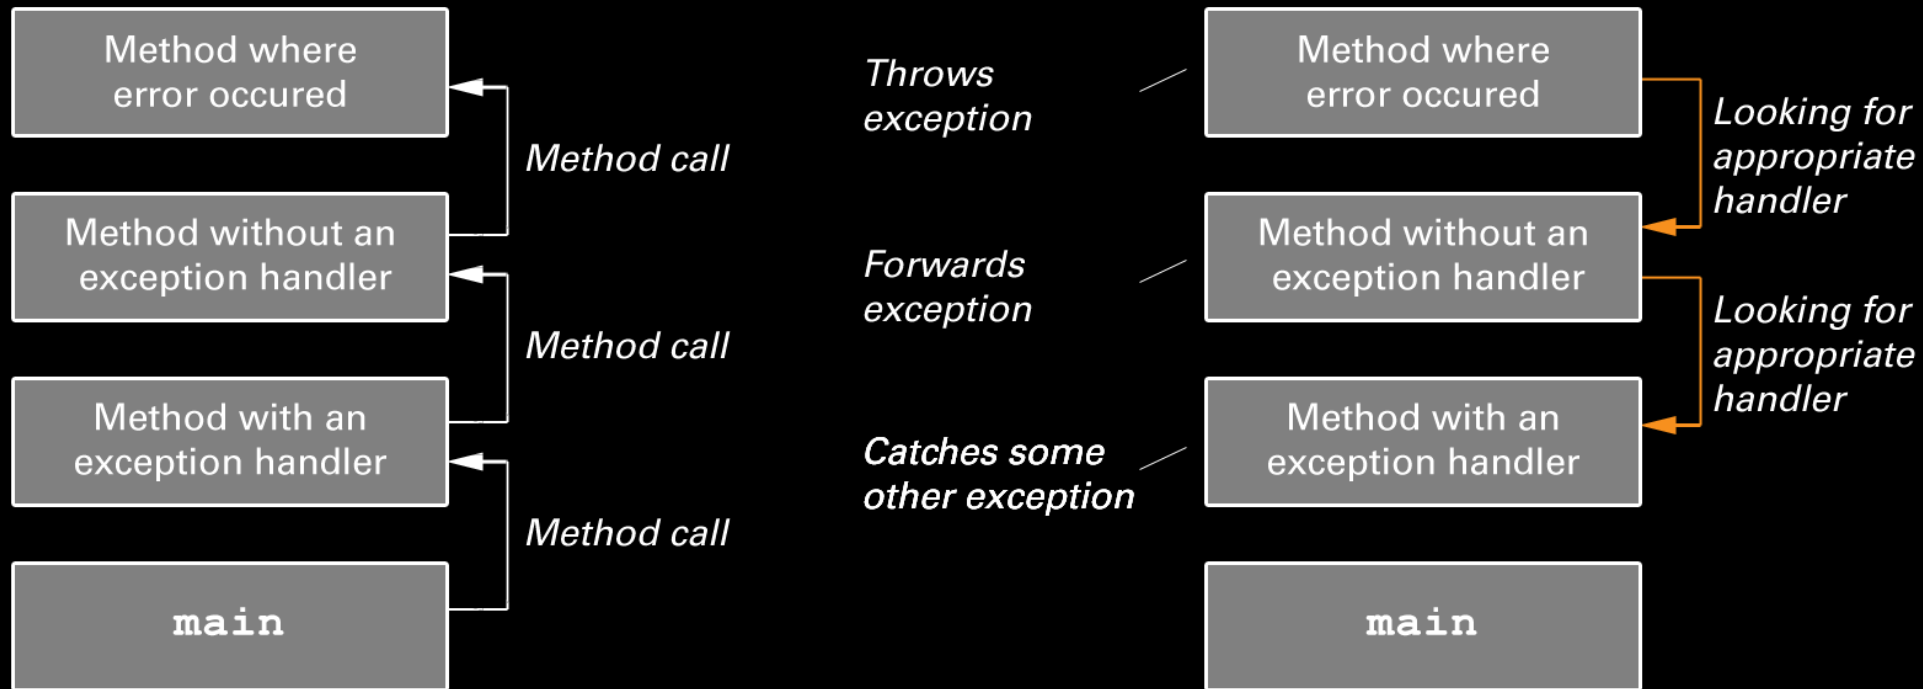 Method where
error occured
Method call
Method without an
exception handler
Method call
Method with an
exception handler
Method call
main
Throws
exception
Method where
error occured
Looking for
appropriate
handler
Forwards
exception
Method without an
exception handler
Looking for
appropriate
handler
Catches some
other exception
Method with an
exception handler
main